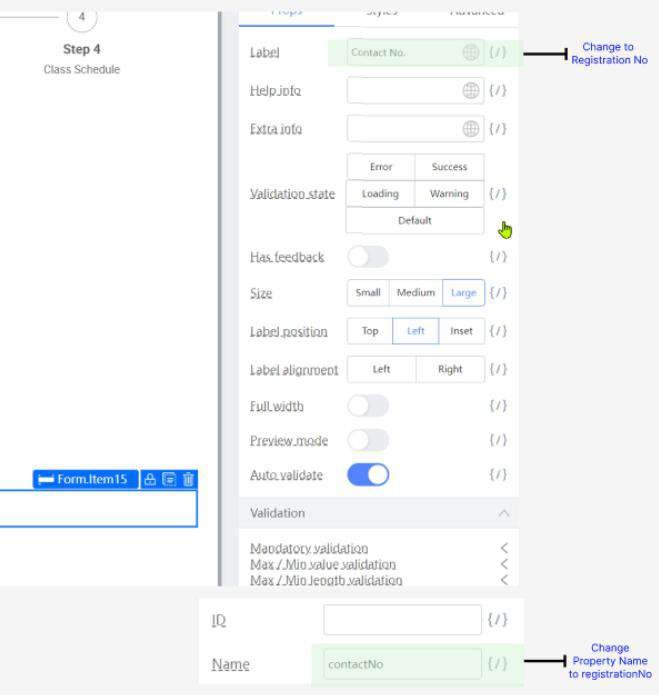 4
Props Styles Advanced
Step 4
Class Schedule
Label Contact No. {/}
Change to
Registration No
Help info {/}
Extra info {/}
Error Success
Validation state Loading Warning {/}
Default
Has feedback {/}
Size Small Medium Large {/}
Label position Top Left Inset {/}
Label alignment Left Right {/}
Full width {/}
Preview mode {/}
Auto validate {/}
Form.Item15
Validation
Mandatory validation
Max / Min value validation
Max / Min length validation
ID {/}
Name contactNo {/}
Change
Property Name
to registrationNo